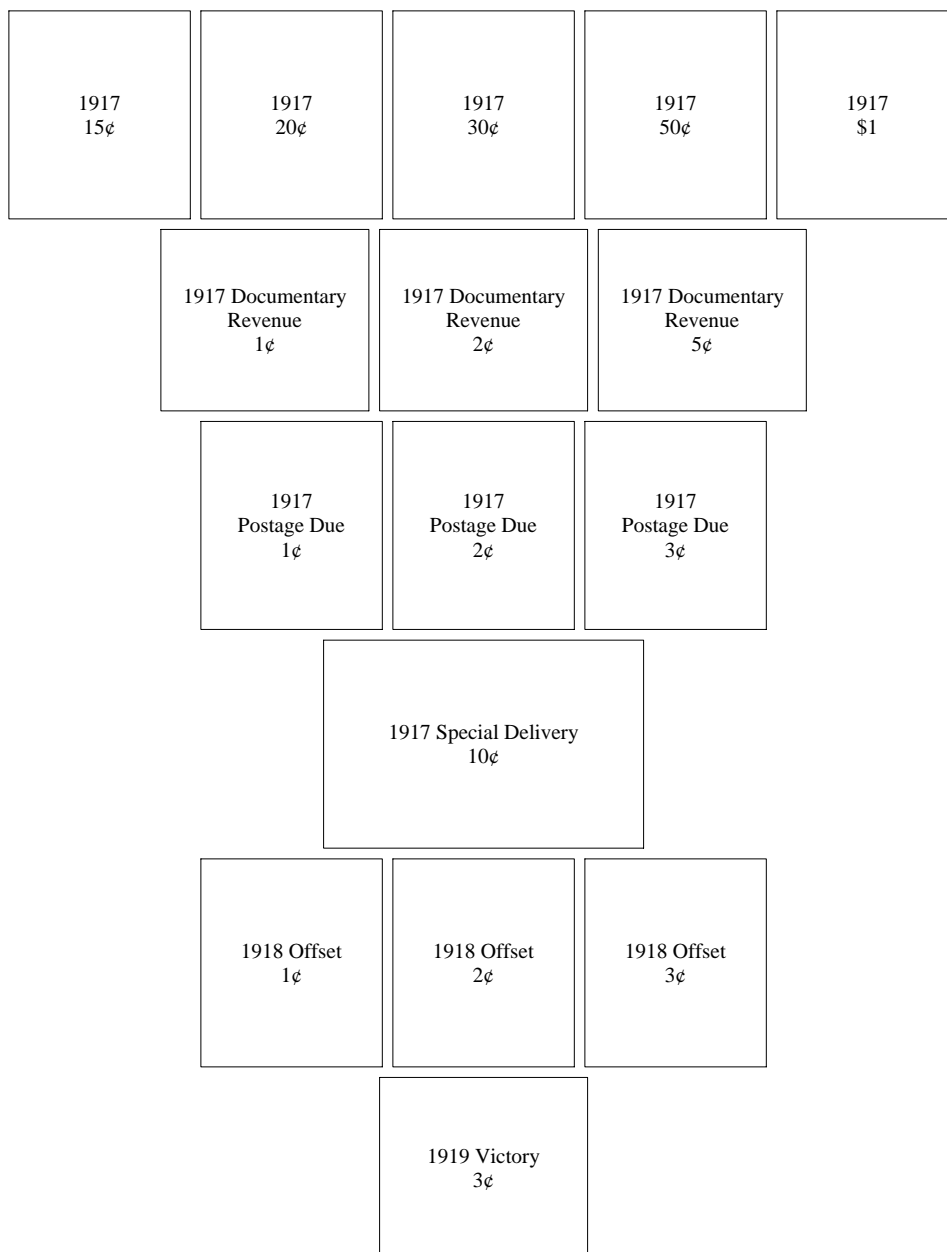 1917
15¢
1917
20¢
1917
30¢
1917
50¢
1917
$1
1917 Documentary
Revenue
1¢
1917 Documentary
Revenue
2¢
1917 Documentary
Revenue
5¢
1917
Postage Due
1¢
1917
Postage Due
2¢
1917
Postage Due
3¢
1917 Special Delivery
10¢
1918 Offset
1¢
1918 Offset
2¢
1918 Offset
3¢
1919 Victory
3¢